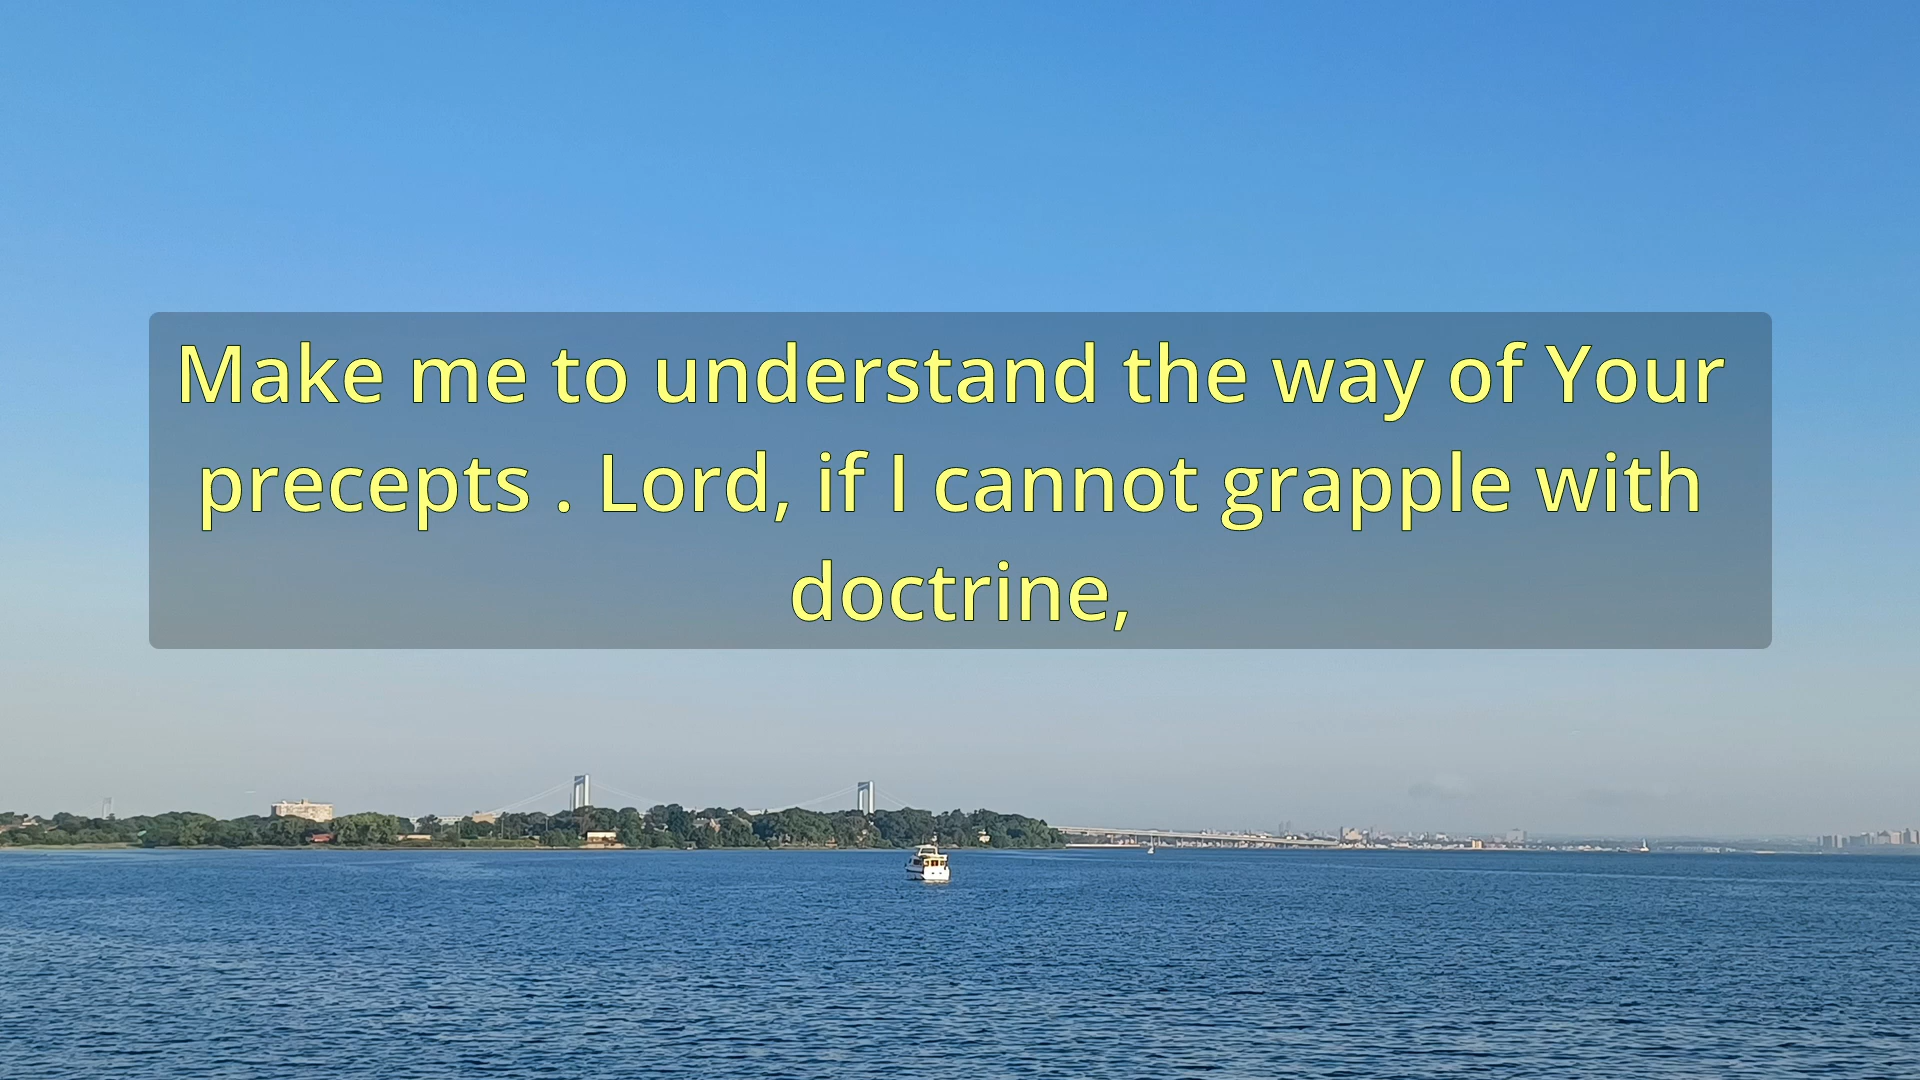 Make me to understand the way of Your
precepts . Lord, if I cannot grapple with
doctrine,